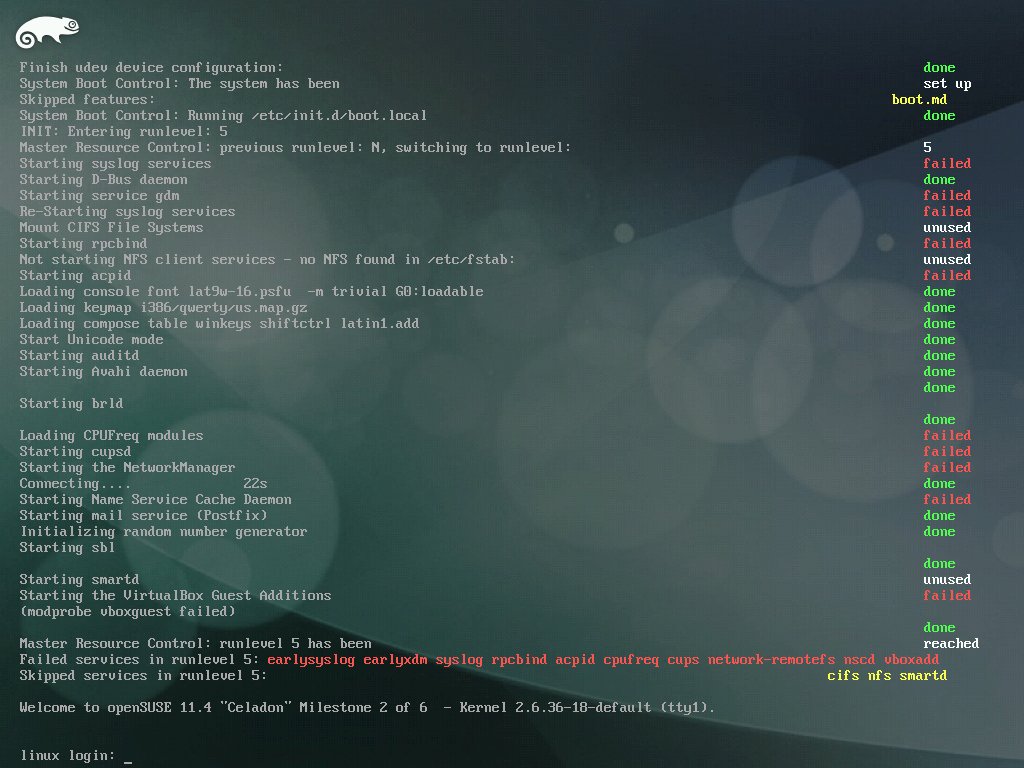 Finish udev device configuration: done
System Boot Control: The system has been set up
Skipped features: boot.md
System Boot Control: Running /etc/init.d/boot.local done
INIT: Entering runlevel: 5
Master Resource Control: previous runlevel: N, switching to runlevel: 5
Starting syslog services failed
Starting D-Bus daemon done
Starting service gdm failed
Re-Starting syslog services failed
Mount CIFS File Systems unused
Starting rpcbind failed
Not starting NFS client services - no NFS found in /etc/fstab: unused
Starting acpid failed
Loading console font lat9w-16.psfu -m trivial G0:loadable done
Loading keymap i386/qwerty/us.map.gz done
Loading compose table winkeys shiftctrl latin1.add done
Start Unicode mode done
Starting auditd done
Starting Avahi daemon done
done
Starting brld
done
Loading CPUFreq modules failed
Starting cupsd failed
Starting the NetworkManager failed
Connecting.... 22s done
Starting Name Service Cache Daemon failed
Starting mail service (Postfix) done
Initializing random number generator done
Starting sbl
done
Starting smartd unused
Starting the VirtualBox Guest Additions failed
(modprobe vboxguest failed)
done
Master Resource Control: runlevel 5 has been reached
Failed services in runlevel 5: earlysyslog earlyxdm syslog rpcbind acpid cpufreq cups network-remotefs nscd vboxadd
Skipped services in runlevel 5: cifs nfs smartd
Welcome to openSUSE 11.4 "Celadon" Milestone 2 of 6 - Kernel 2.6.36-18-default (tty1).
linux login: _